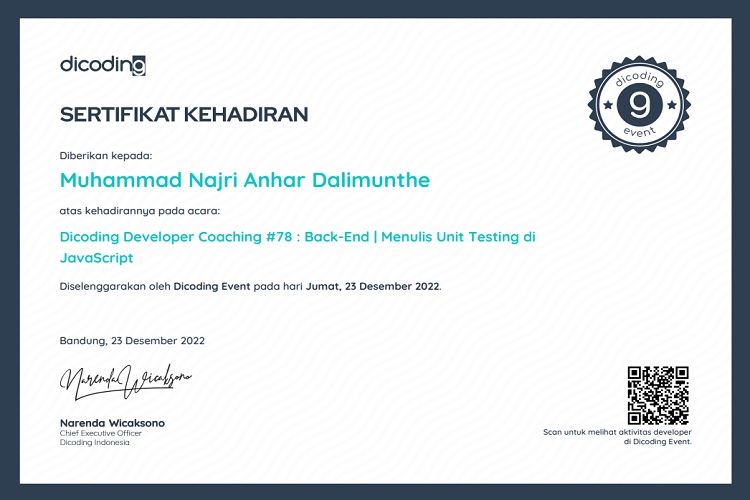 dicoding
SERTIFIKAT KEHADIRAN
dicoding
9
event
Diberikan kepada:
Muhammad Najri Anhar Dalimunthe
atas kehadirannya pada acara:
Dicoding Developer Coaching #78 : Back-End | Menulis Unit Testing di
JavaScript
Diselenggarakan oleh Dicoding Event pada hari Jumat, 23 Desember 2022.
Bandung, 23 Desember 2022
Narenda Wicaksono
Narenda Wicaksono
Chief Executive Officer
Dicoding Indonesia
Scan untuk melihat aktivitas developer
di Dicoding Event.